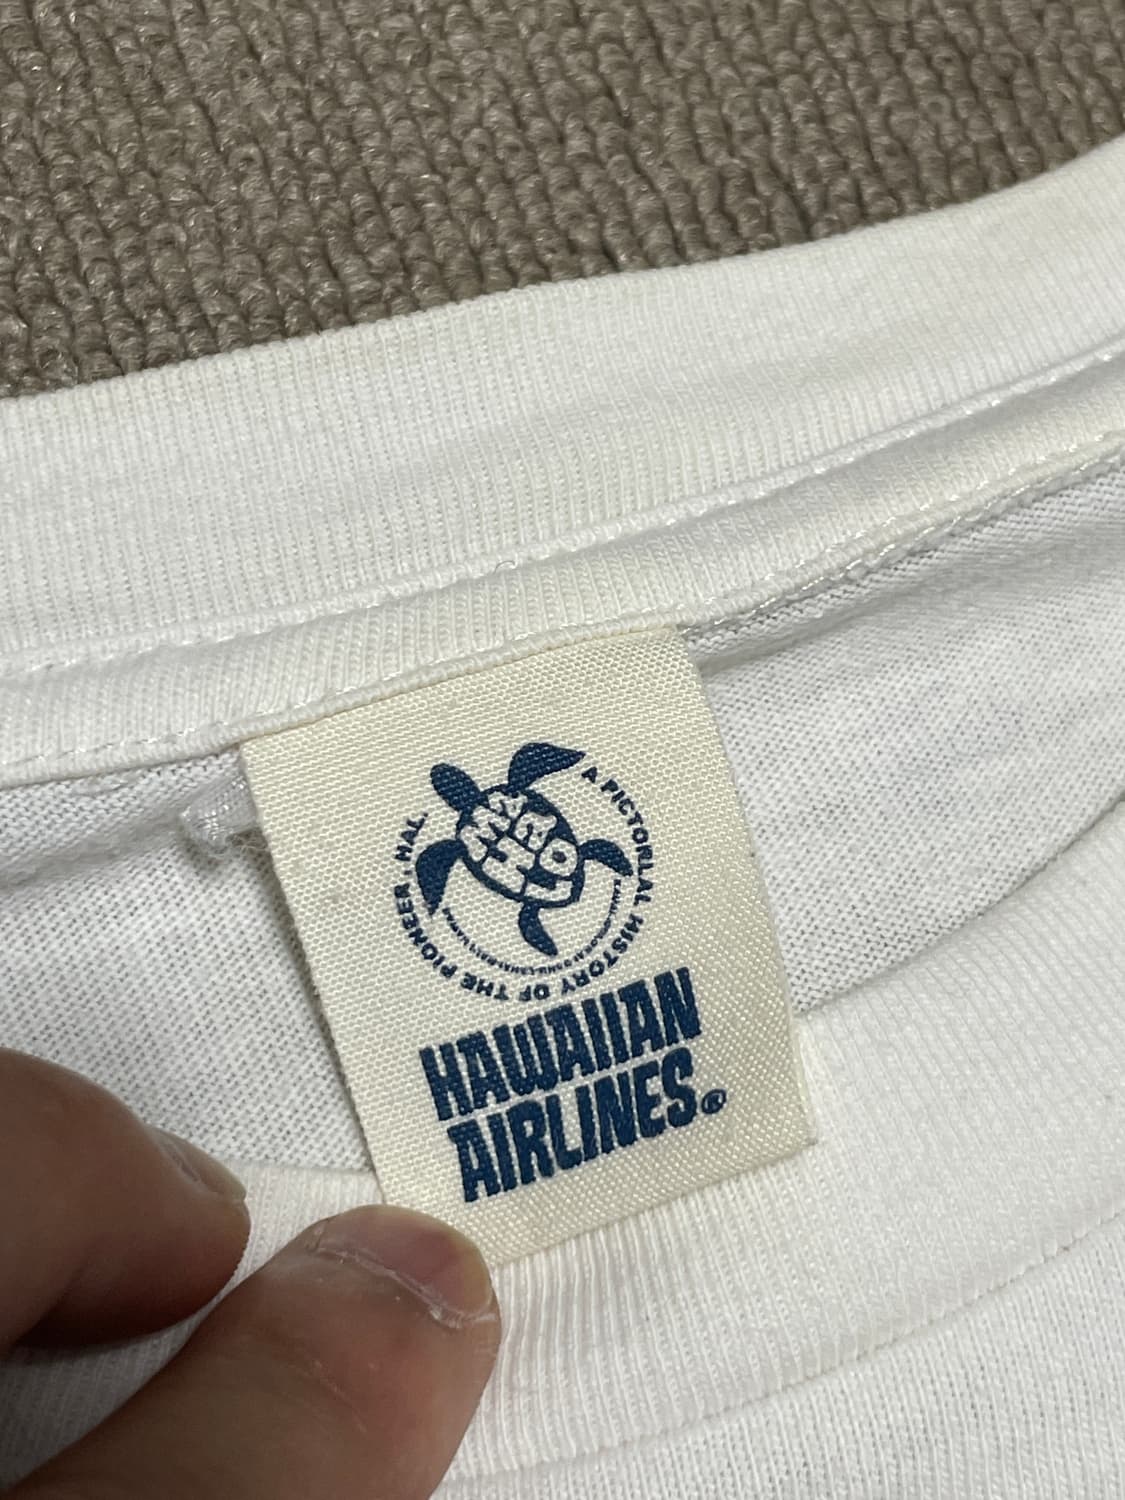 A PICTORIAL HISTORY OF THE PIONEER HAL.
HAWAIIAN
AIRLINES®